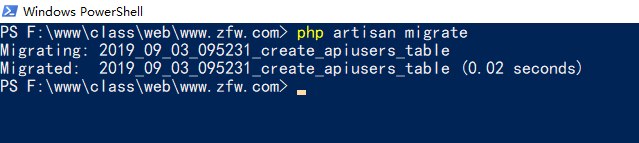 Windows PowerShell
PS F:\www\class\web\www.zfw.com> php artisan migrate
Migrating: 2019_09_03_095231_create_apiusers_table
Migrated:  2019_09_03_095231_create_apiusers_table (0.02 seconds)
PS F:\www\class\web\www.zfw.com>